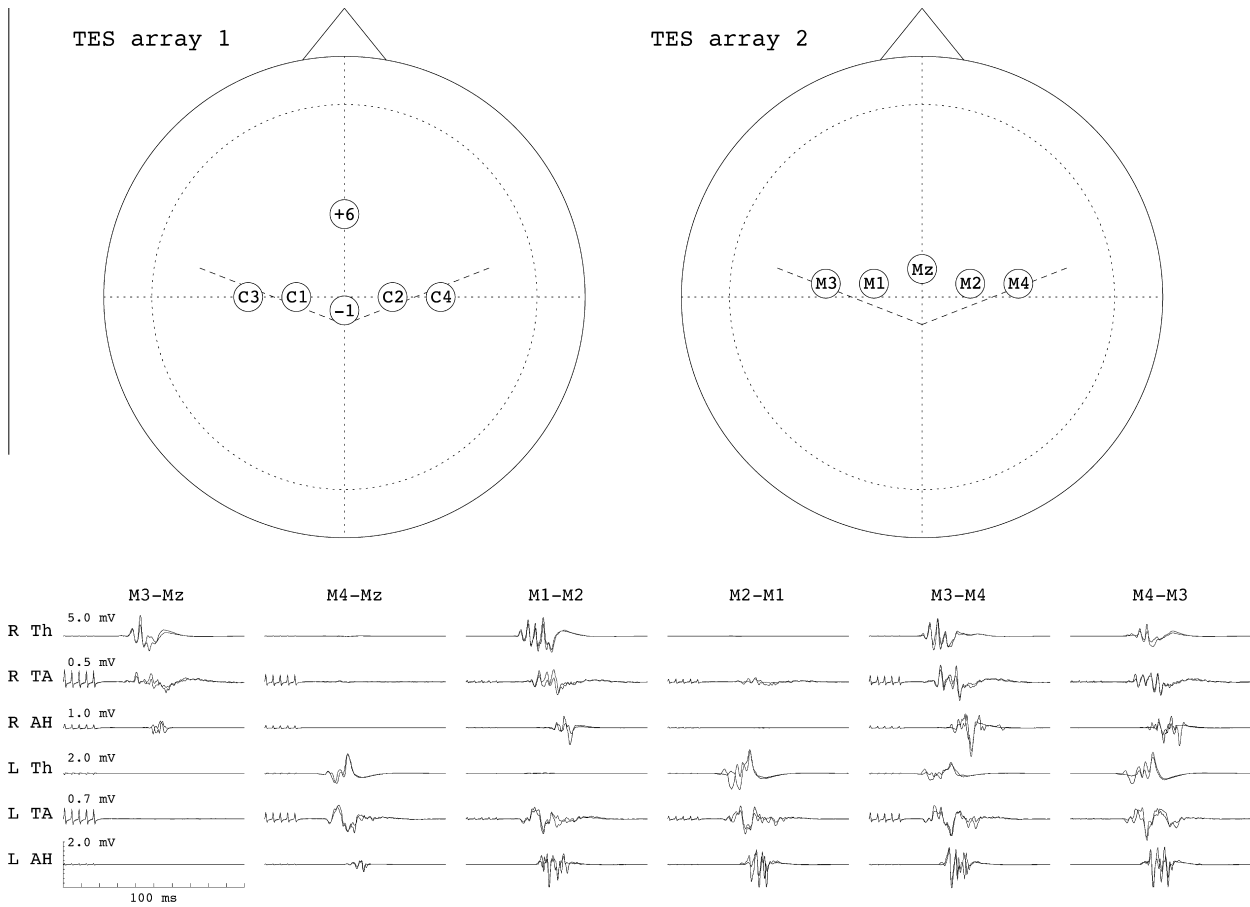 TES array 1
TES array 2
+6
C3 C1 -1 C2 C4
M3 M1 Mz M2 M4
M3-Mz M4-Mz M1-M2 M2-M1 M3-M4 M4-M3
R Th 5.0 mV
R TA 0.5 mV
R AH 1.0 mV
L Th 2.0 mV
L TA 0.7 mV
L AH 2.0 mV
100 ms